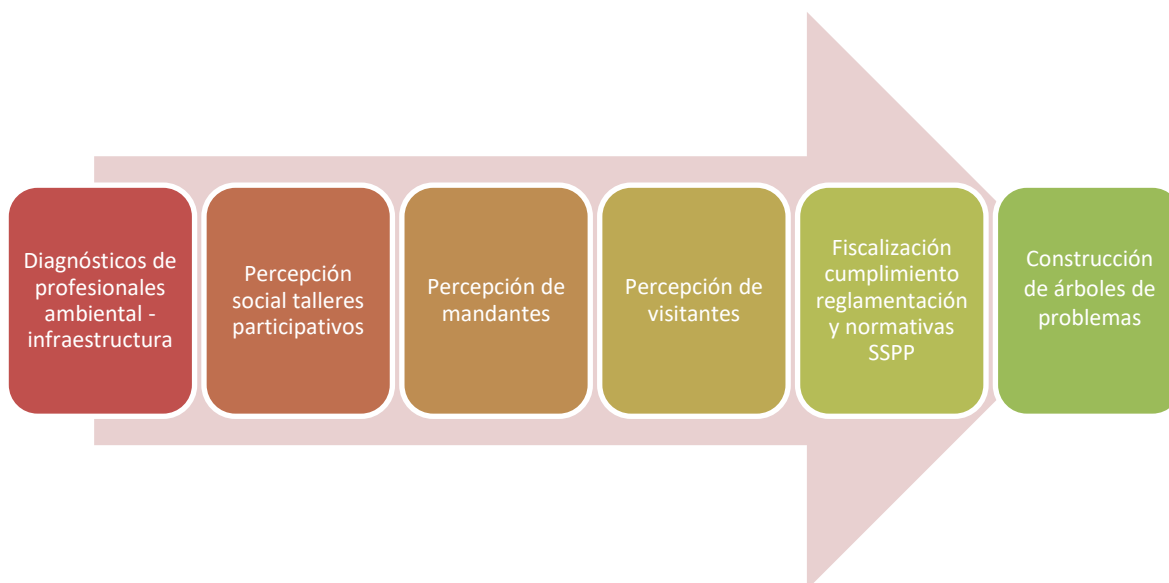 Diagnósticos de
profesionales
ambiental -
infraestructura
Percepción
social talleres
participativos
Percepción de
mandantes
Percepción de
visitantes
Fiscalización
cumplimiento
reglamentación
y normativas
SSPP
Construcción
de árboles de
problemas